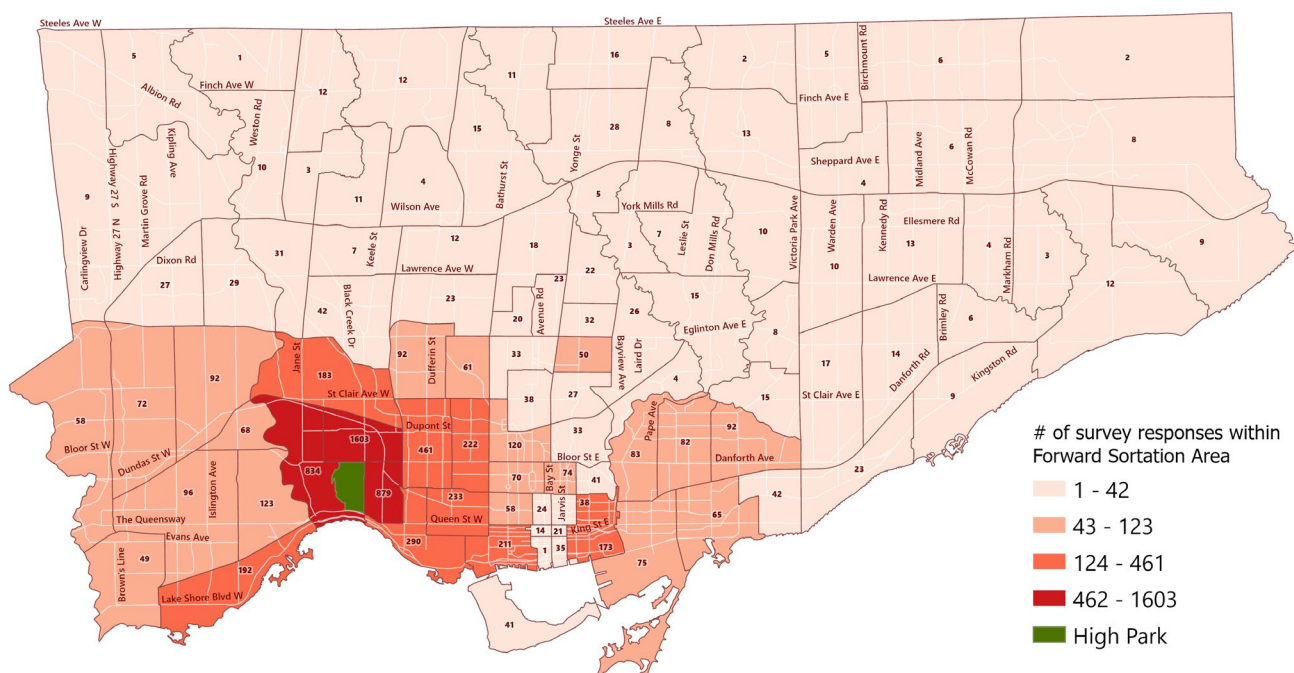 Steeles Ave W
Steeles Ave E
5
1
12
12
11
16
2
5
Birchmount Rd
6
2
Finch Ave W
Albion Rd
Weston Rd
Finch Ave E
15
Yonge St
28
8
13
Kipling Ave
10
3
Sheppard Ave E
Midland Ave
6
McCowan Rd
8
4
9
Highway 27 S
N
Highway 27 N
Martin Grove Rd
11
4
Wilson Ave
Bathurst St
5
York Mills Rd
4
Carlingview Dr
Dixon Rd
31
7
Keele St
12
Lawrence Ave W
18
3
7
Leslie St
Don Mills Rd
10
Victoria Park Ave
Warden Ave
10
Kennedy Rd
Ellesmere Rd
13
Lawrence Ave E
4
Markham Rd
3
9
27
29
42
Black Creek Dr
23
23
22
15
12
20
Avenue Rd
32
26
Eglinton Ave E
8
Brimley Rd
6
92
Dufferin St
61
33
50
Bayview Ave
Laird Dr
17
14
Danforth Rd
Kingston Rd
Jane St
183
St Clair Ave W
38
27
4
15
St Clair Ave E
9
58
72
92
68
Bloor St W
Dundas St W
1603
Dupont St
461
222
120
33
Bloor St E
Pape Ave
83
82
92
Danforth Ave
23
834
879
233
70
Bay St
74
41
96
Islington Ave
123
The Queensway
Evans Ave
Queen St W
58
24
Jarvis St
38
King St E
65
42
Brown's Line
49
192
Lake Shore Blvd W
290
211
14
21
1
35
173
75
41
# of survey responses within
Forward Sortation Area
1 - 42
43 - 123
124 - 461
462 - 1603
High Park